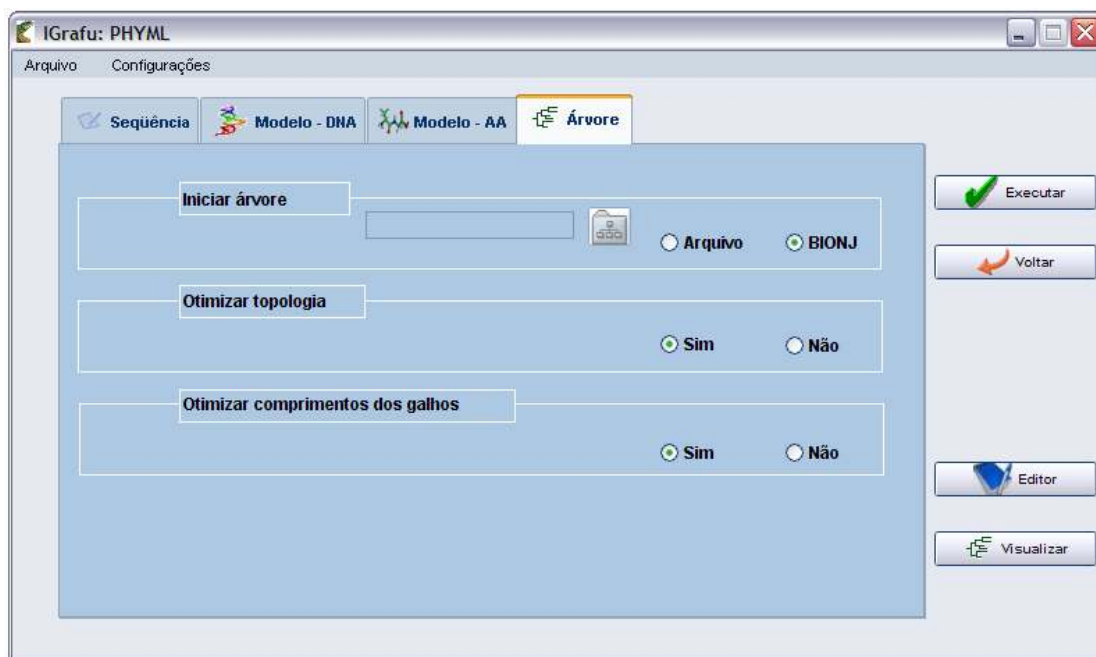 IGrafu: PHYML
Arquivo Configurações
Seqüência Modelo - DNA Modelo - AA Árvore
Iniciar árvore
Arquivo BIONJ
Otimizar topologia
Sim Não
Otimizar comprimentos dos galhos
Sim Não
Executar
Voltar
Editor
Visualizar